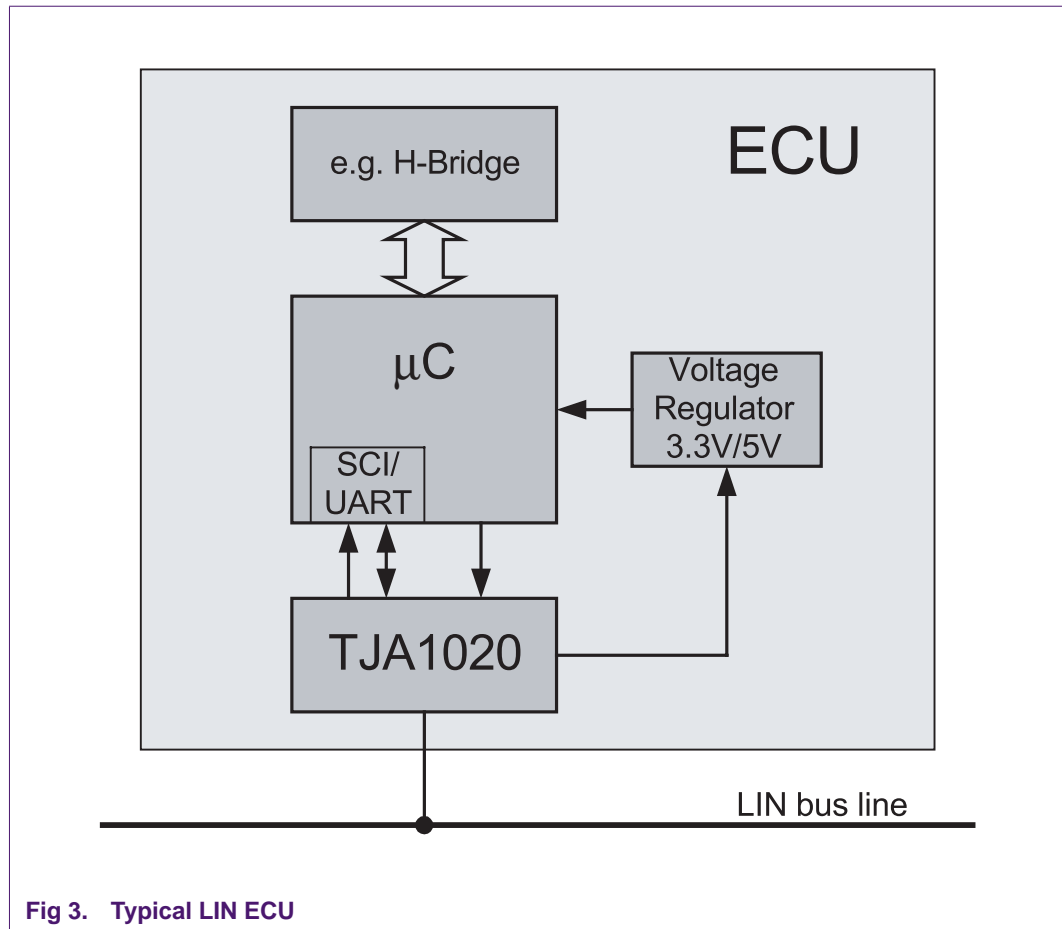 ECU
e.g. H-Bridge
μC
SCI/
UART
Voltage
Regulator
3.3V/5V
TJA1020
LIN bus line
Fig 3. Typical LIN ECU